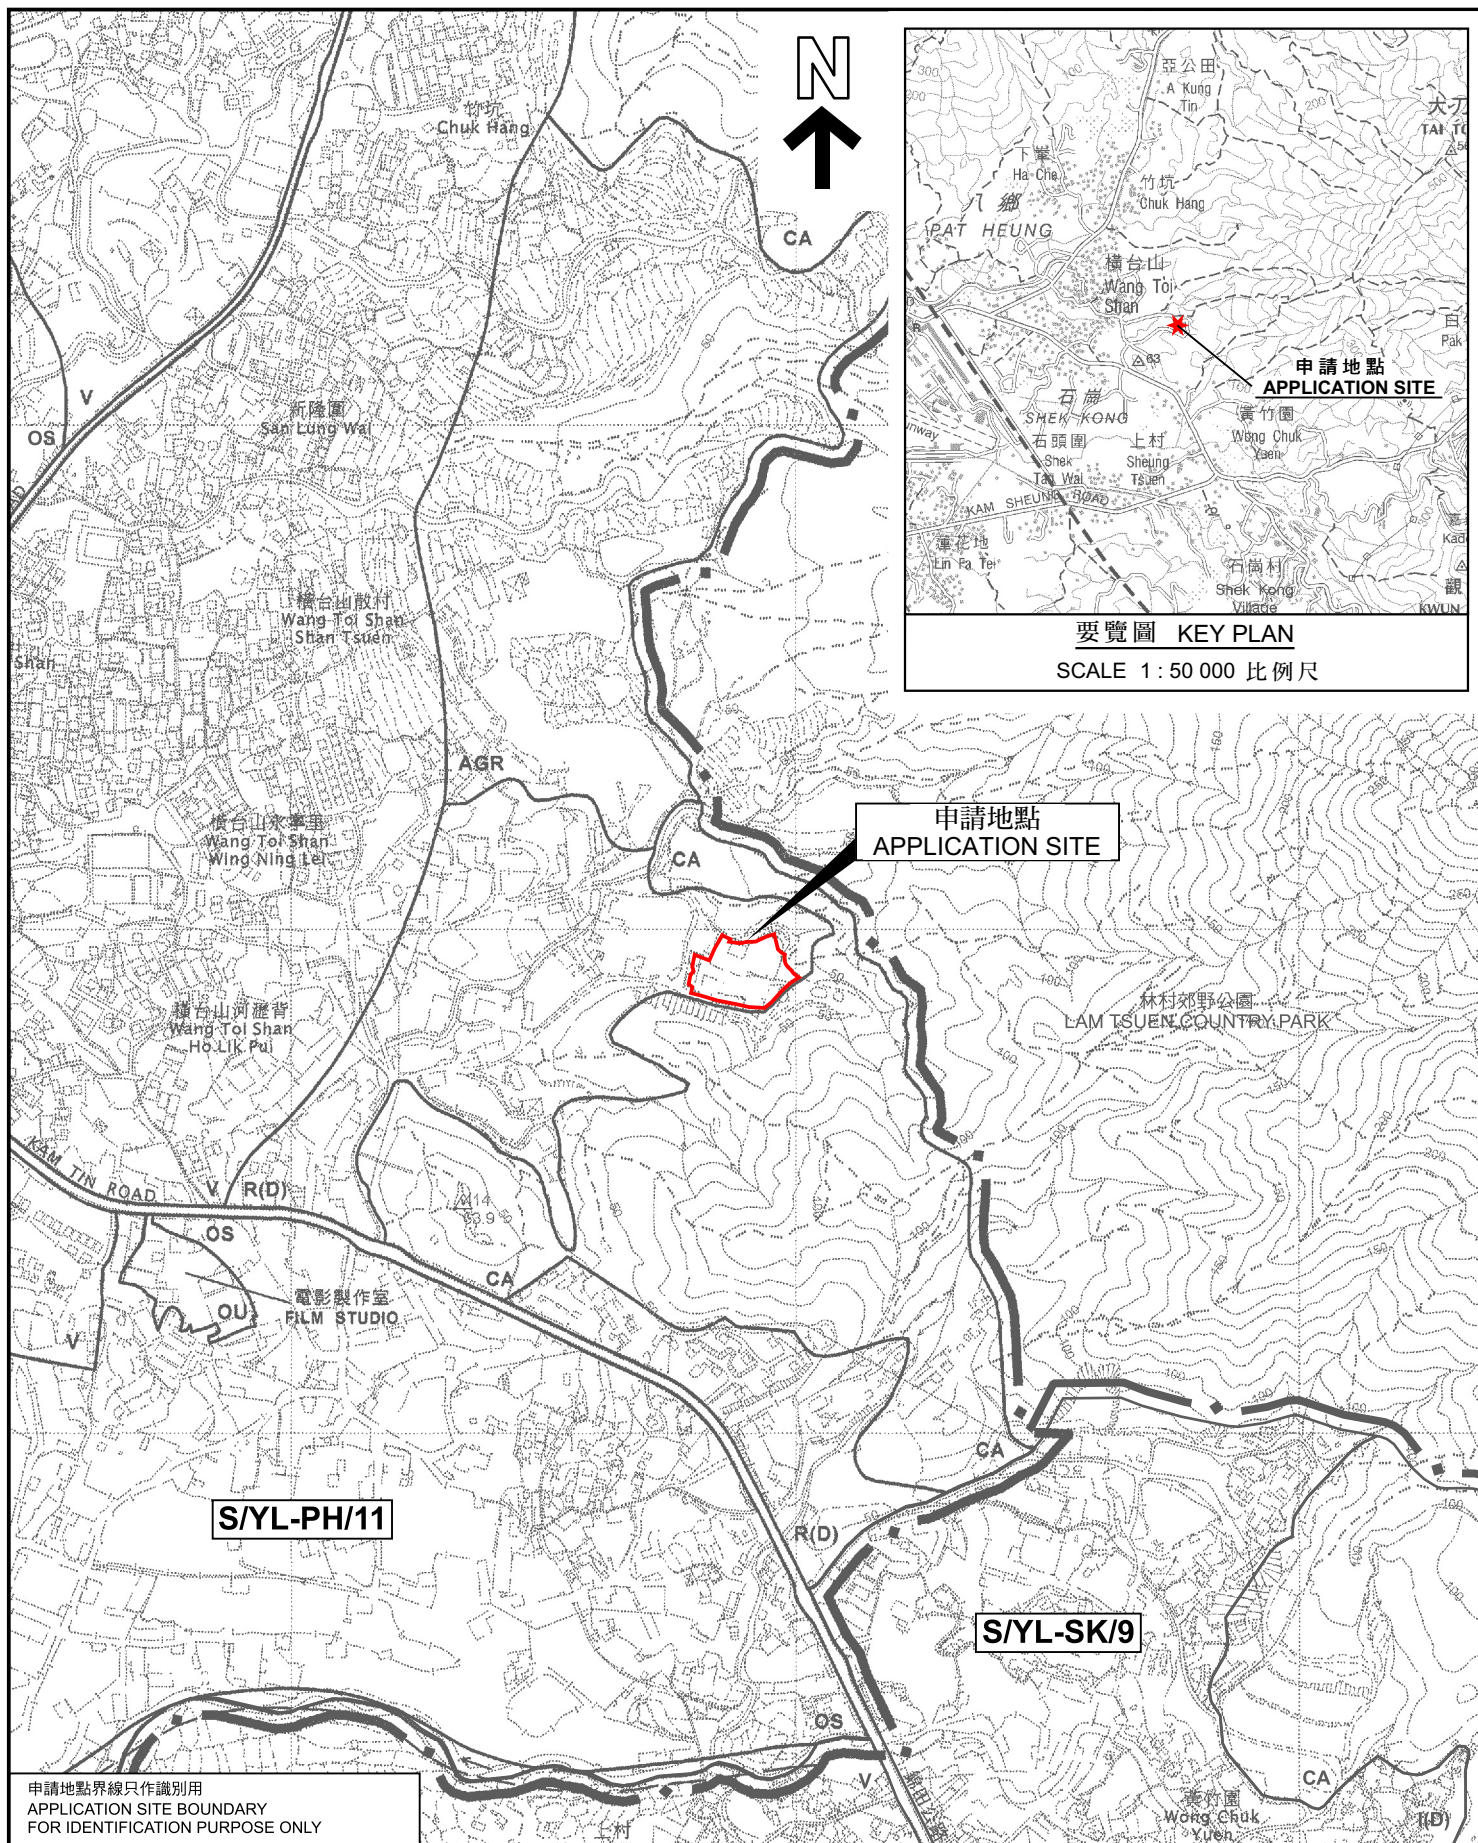 N
竹坑
Chuk Hang
CA
V
OS
新隆圍
San Lung Wai
橫台山散村
Wang Toi Shan
Shan Tsuen
Shan
AGR
橫台山永寧里
Wang Toi Shan
Wing Ning Lei
CA
申請地點
APPLICATION SITE
橫台山河瀝背
Wang Toi Shan
Ho Lik Pui
林村郊野公園
LAM TSUEN COUNTRY PARK
KAM TIN ROAD
V
R(D)
OS
CA
OU
電影製作室
FILM STUDIO
V
CA
S/YL-PH/11
R(D)
S/YL-SK/9
OS
V
CA
黃竹園
Wong Chuk
Yuen
上村
申請地點界線只作識別用
APPLICATION SITE BOUNDARY
FOR IDENTIFICATION PURPOSE ONLY
亞公田
A Kung
Tin
下輋
Ha Che
竹坑
Chuk Hang
八鄉
PAT HEUNG
橫台山
Wang Toi
Shan
63
申請地點
APPLICATION SITE
石崗
SHEK KONG
石頭圍
Shek
Tau Wai
上村
Sheung
Tsuen
黃竹園
Wong Chuk
Yuen
KAM SHEUNG ROAD
蓮花地
Lin Fa Tei
石崗村
Shek Kong
Village
觀
KWUN
要覽圖 KEY PLAN
SCALE 1 : 50 000 比例尺